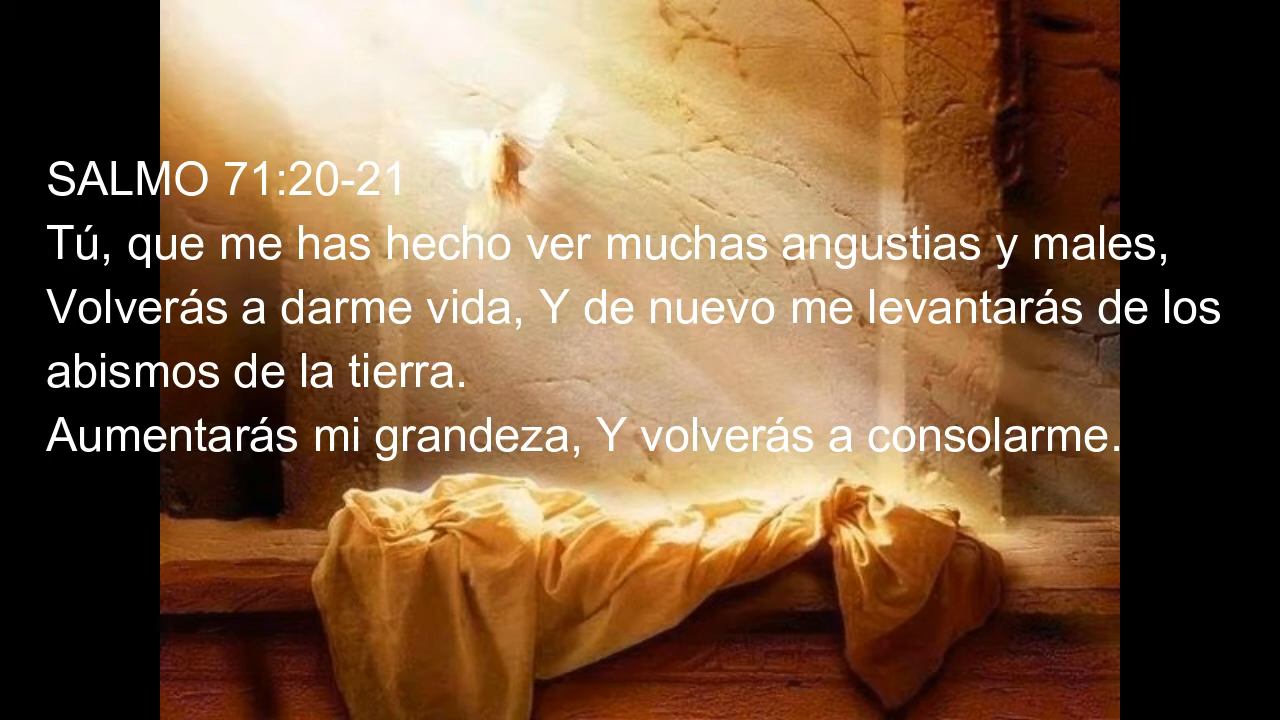 SALMO 71:20-21
Tú, que me has hecho ver muchas angustias y males,
Volverás a darme vida, Y de nuevo me levantarás de los
abismos de la tierra.
Aumentarás mi grandeza, Y volverás a consolarme.